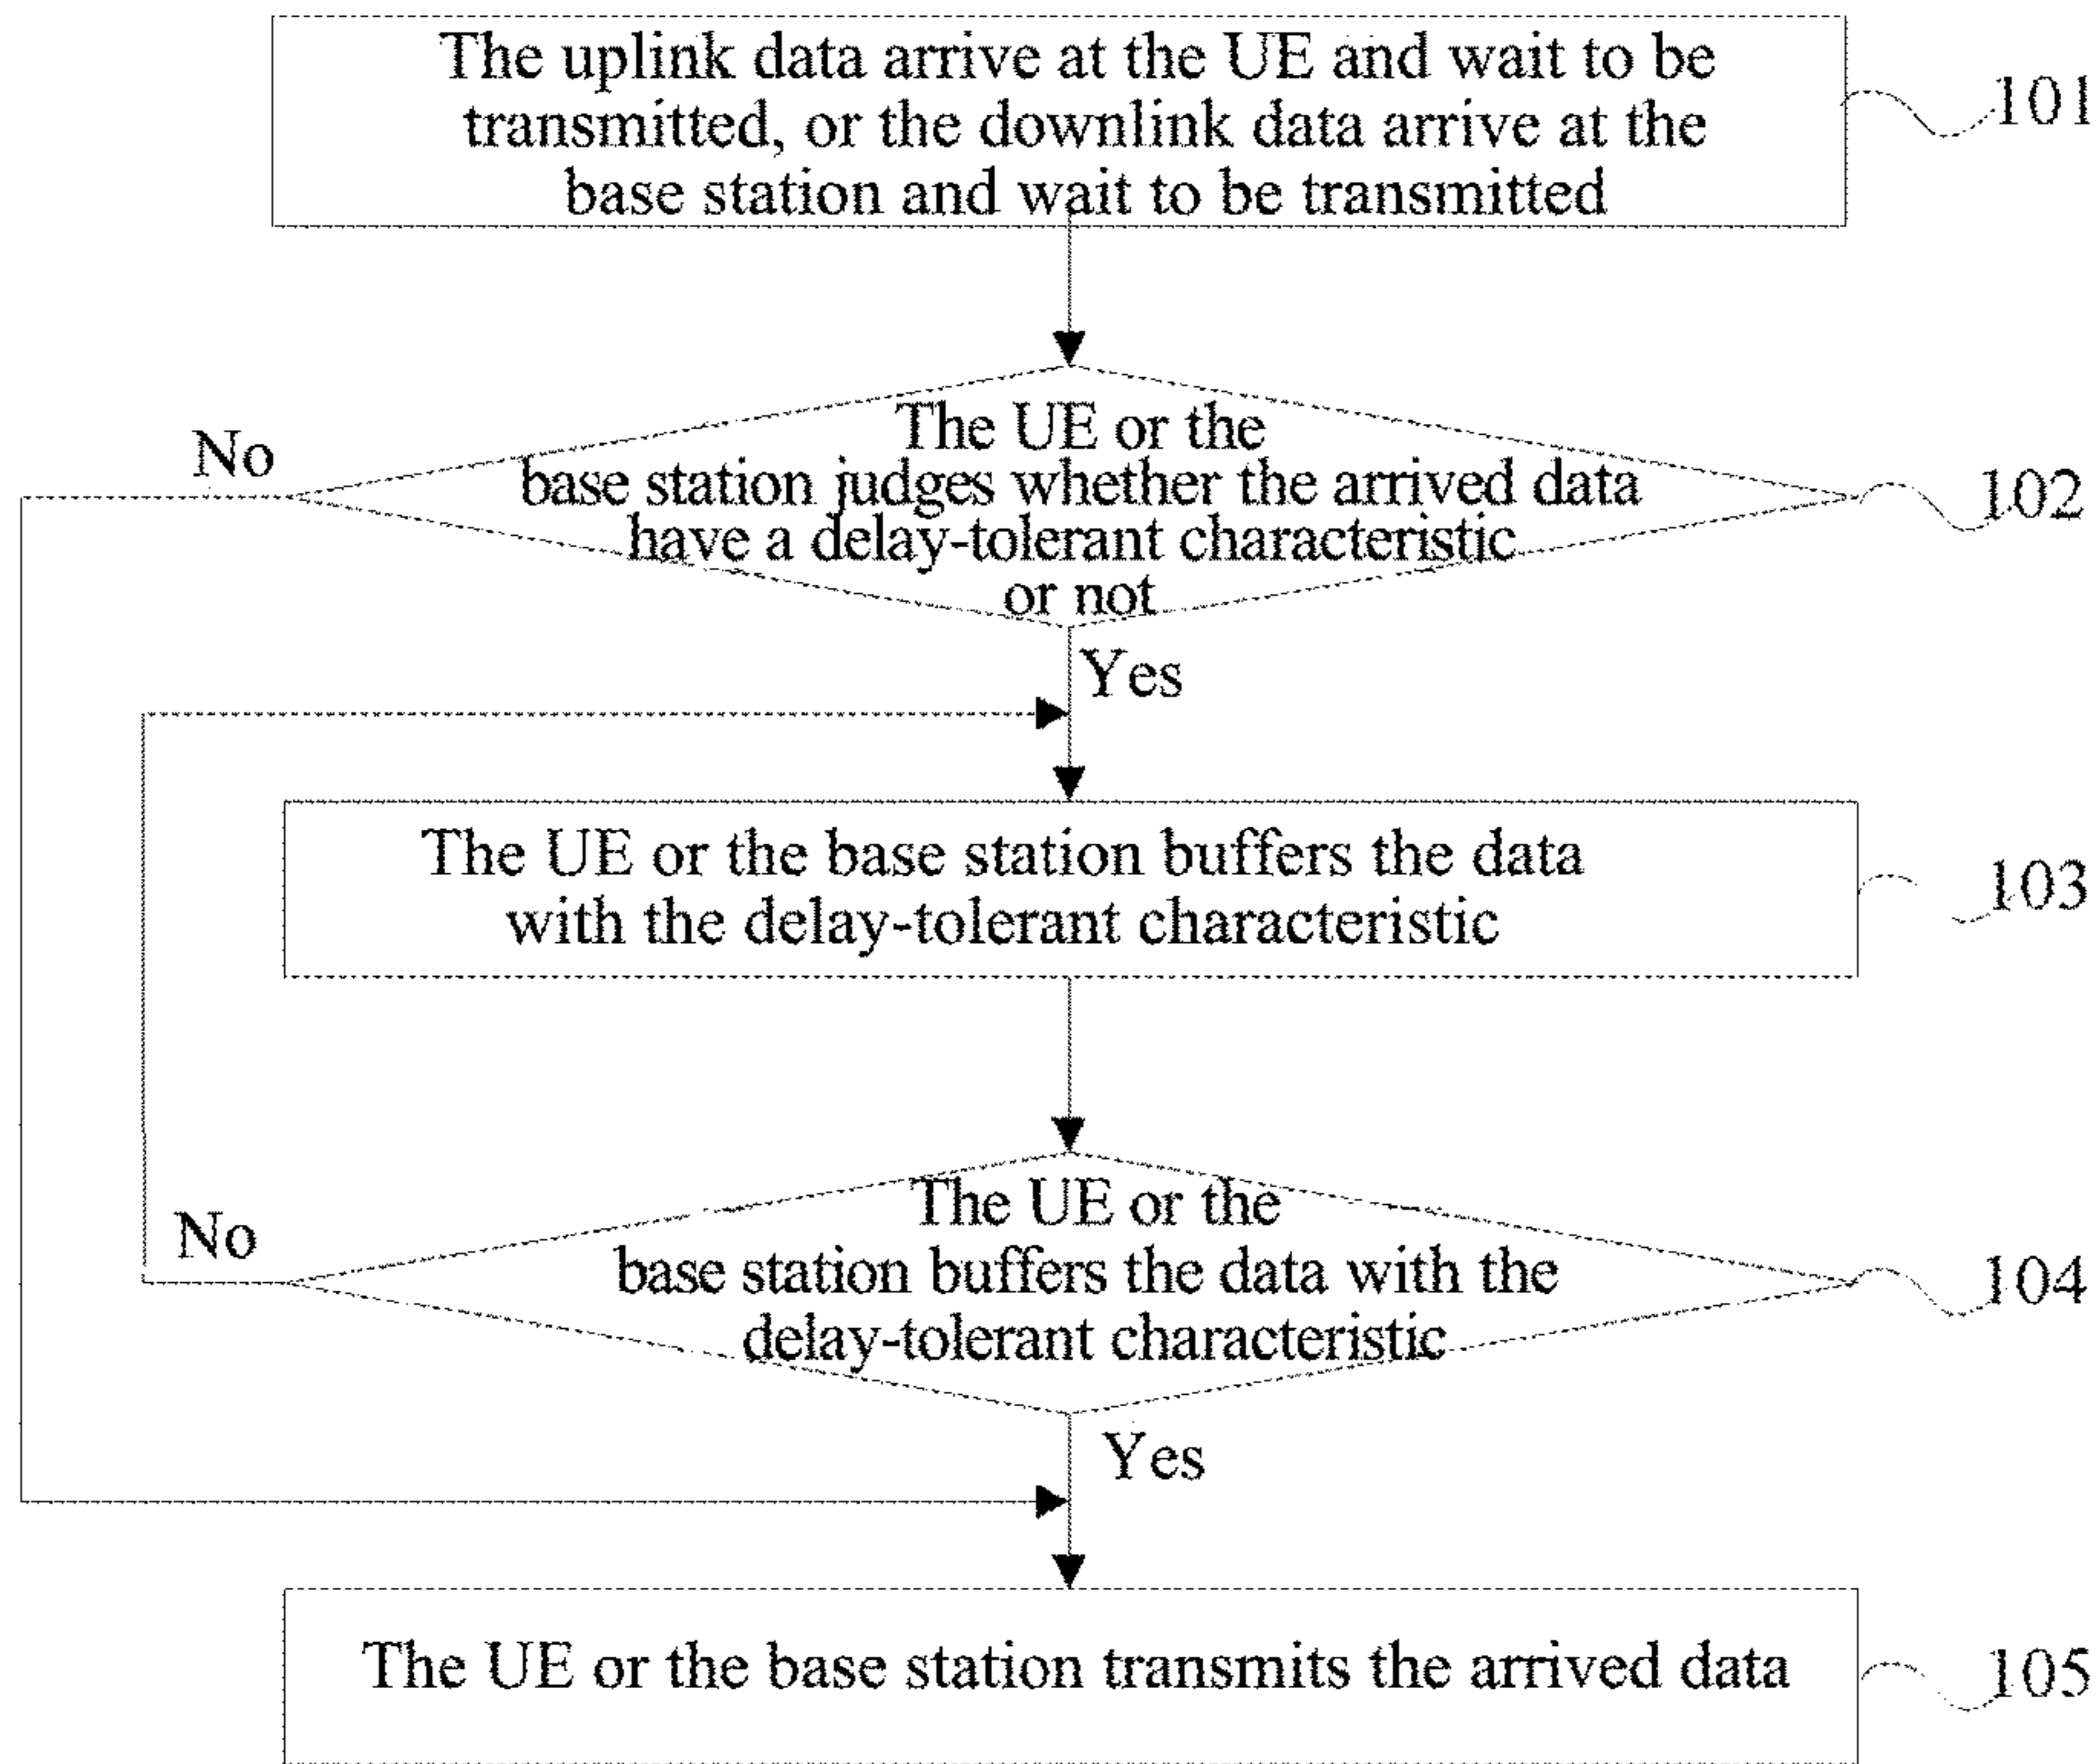 The uplink data arrive at the UE and wait to be
transmitted, or the downlink data arrive at the
base station and wait to be transmitted
101
The UE or the
base station judges whether the arrived data
have a delay-tolerant characteristic
or not
No
102
Yes
The UE or the base station buffers the data
with the delay-tolerant characteristic
103
The UE or the
base station buffers the data with the
delay-tolerant characteristic
No
104
Yes
The UE or the base station transmits the arrived data
105